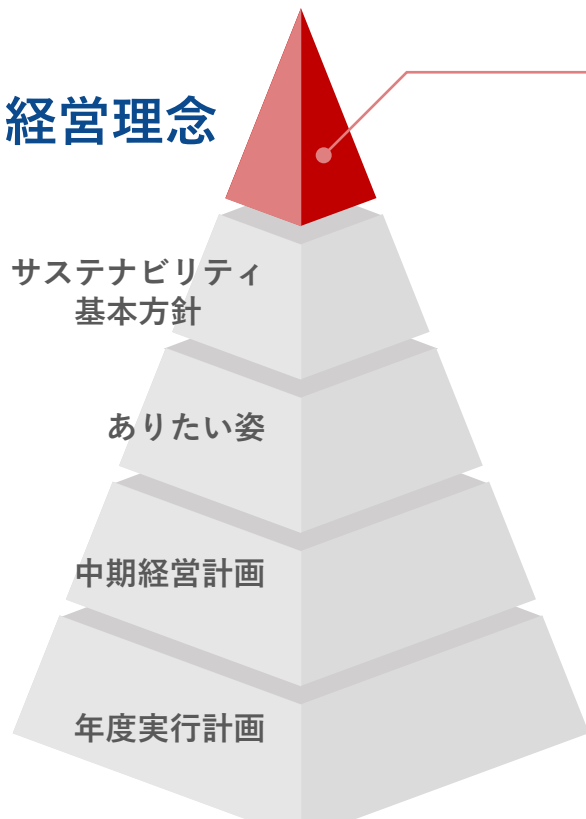 経営理念
サステナビリティ
基本方針
ありたい姿
中期経営計画
年度実行計画